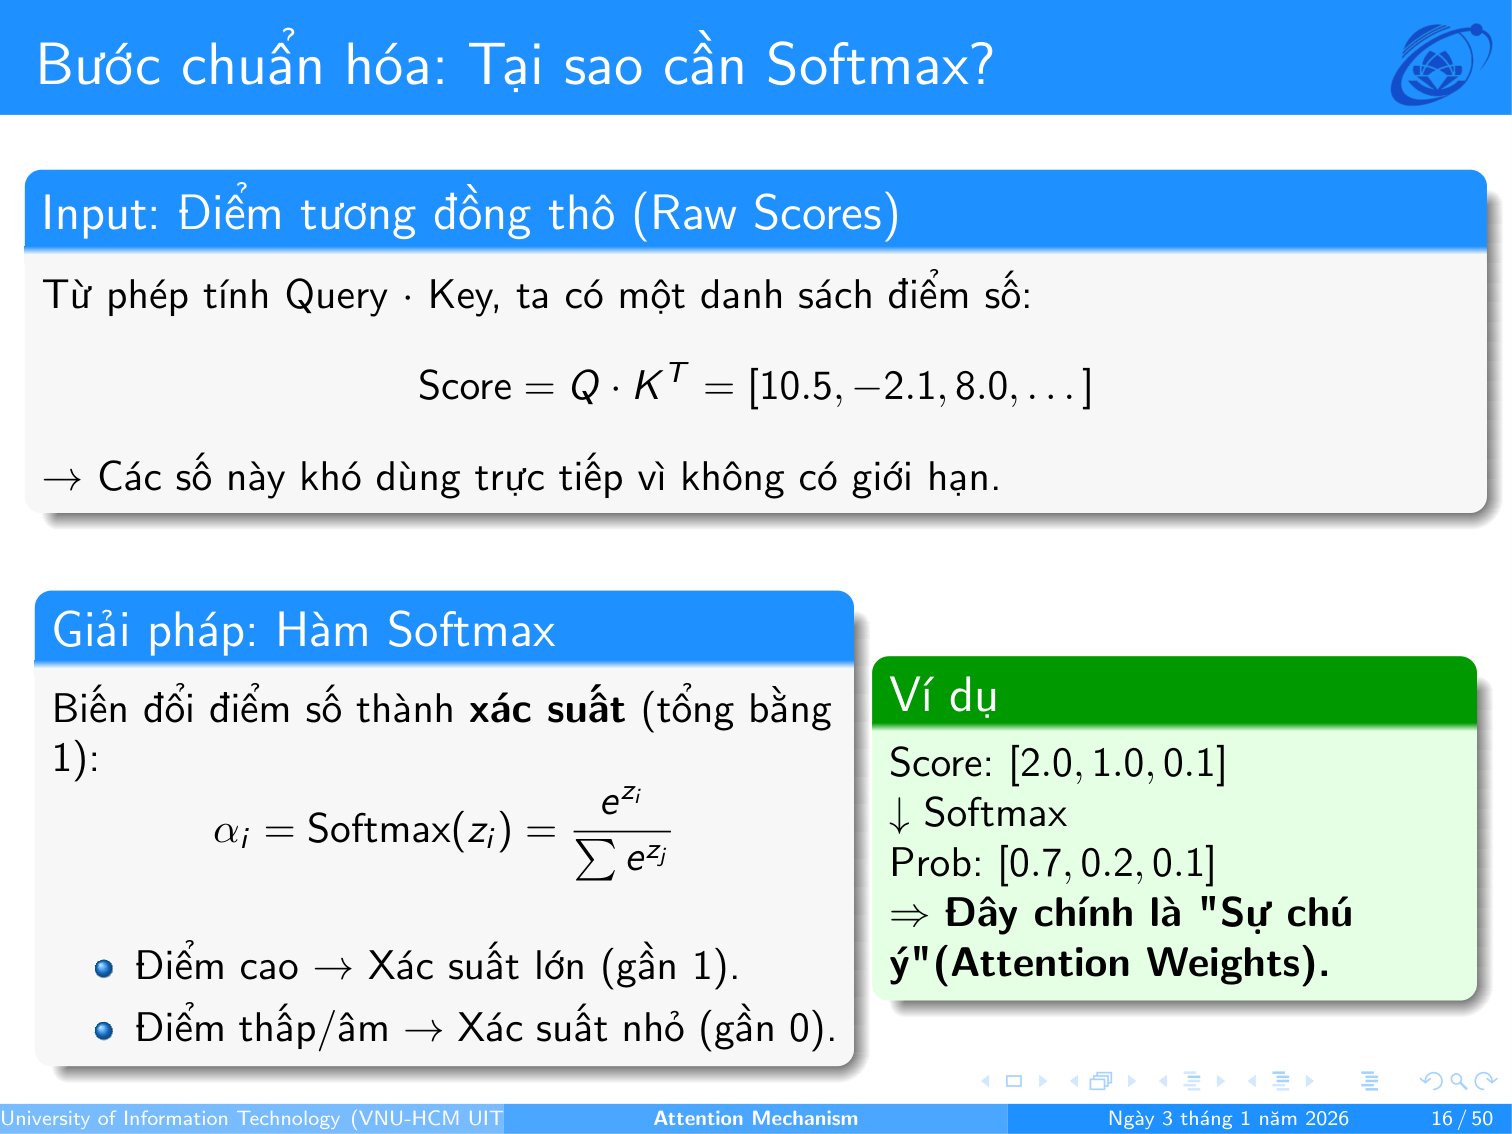 Bước chuẩn hóa: Tại sao cần Softmax?
Input: Điểm tương đồng thô (Raw Scores)
Từ phép tính Query · Key, ta có một danh sách điểm số:
Score = Q · K^T = [10.5, −2.1, 8.0, . . . ]
→ Các số này khó dùng trực tiếp vì không có giới hạn.
Giải pháp: Hàm Softmax
Biến đổi điểm số thành xác suất (tổng bằng
1):
α_i = Softmax(z_i) = e^{z_i} / ∑ e^{z_j}
Điểm cao → Xác suất lớn (gần 1).
Điểm thấp/âm → Xác suất nhỏ (gần 0).
Ví dụ
Score: [2.0, 1.0, 0.1]
↓ Softmax
Prob: [0.7, 0.2, 0.1]
⇒ Đây chính là "Sự chú
ý"(Attention Weights).
University of Information Technology (VNU-HCM UIT
Attention Mechanism
Ngày 3 tháng 1 năm 2026
16 / 50